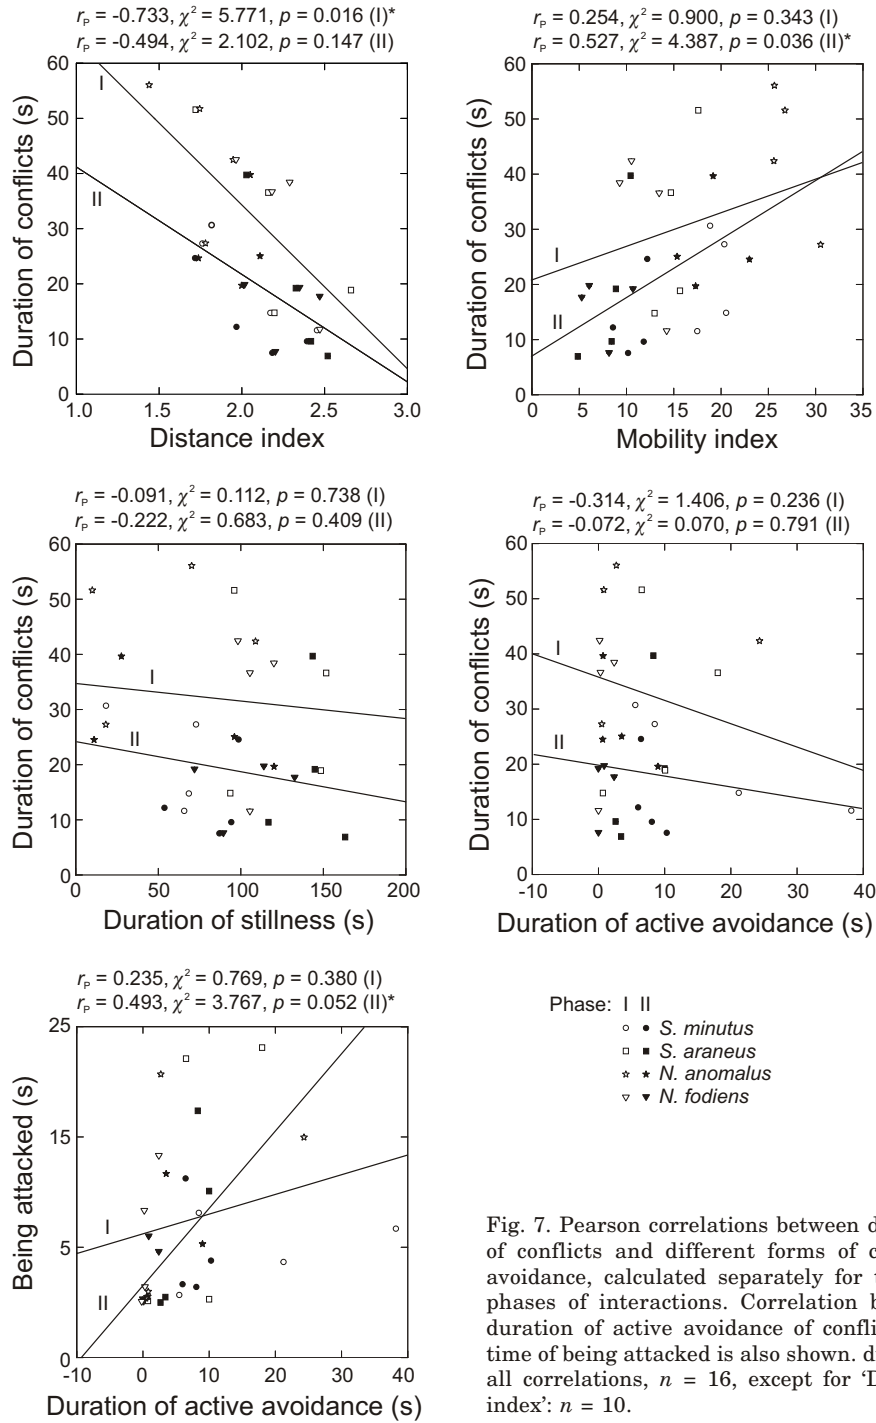 r_P = -0.733, χ² = 5.771, p = 0.016 (I)*
r_P = -0.494, χ² = 2.102, p = 0.147 (II)
60
50
40
30
20
10
0
Duration of conflicts (s)
I
II
1.0 1.5 2.0 2.5 3.0
Distance index
r_P = 0.254, χ² = 0.900, p = 0.343 (I)
r_P = 0.527, χ² = 4.387, p = 0.036 (II)*
60
50
40
30
20
10
0
Duration of conflicts (s)
I
II
0 5 10 15 20 25 30 35
Mobility index
r_P = -0.091, χ² = 0.112, p = 0.738 (I)
r_P = -0.222, χ² = 0.683, p = 0.409 (II)
60
50
40
30
20
10
0
Duration of conflicts (s)
I
II
0 50 100 150 200
Duration of stillness (s)
r_P = -0.314, χ² = 1.406, p = 0.236 (I)
r_P = -0.072, χ² = 0.070, p = 0.791 (II)
60
50
40
30
20
10
0
Duration of conflicts (s)
I
II
-10 0 10 20 30 40
Duration of active avoidance (s)
r_P = 0.235, χ² = 0.769, p = 0.380 (I)
r_P = 0.493, χ² = 3.767, p = 0.052 (II)*
25
15
5
0
Being attacked (s)
I
II
-10 0 10 20 30 40
Duration of active avoidance (s)
Phase: I II
S. minutus
S. araneus
N. anomalus
N. fodiens
Fig. 7. Pearson correlations between
of conflicts and different forms of
avoidance, calculated separately for
phases of interactions. Correlation
duration of active avoidance of
time of being attacked is also shown.
all correlations, n = 16, except for
index’: n = 10.